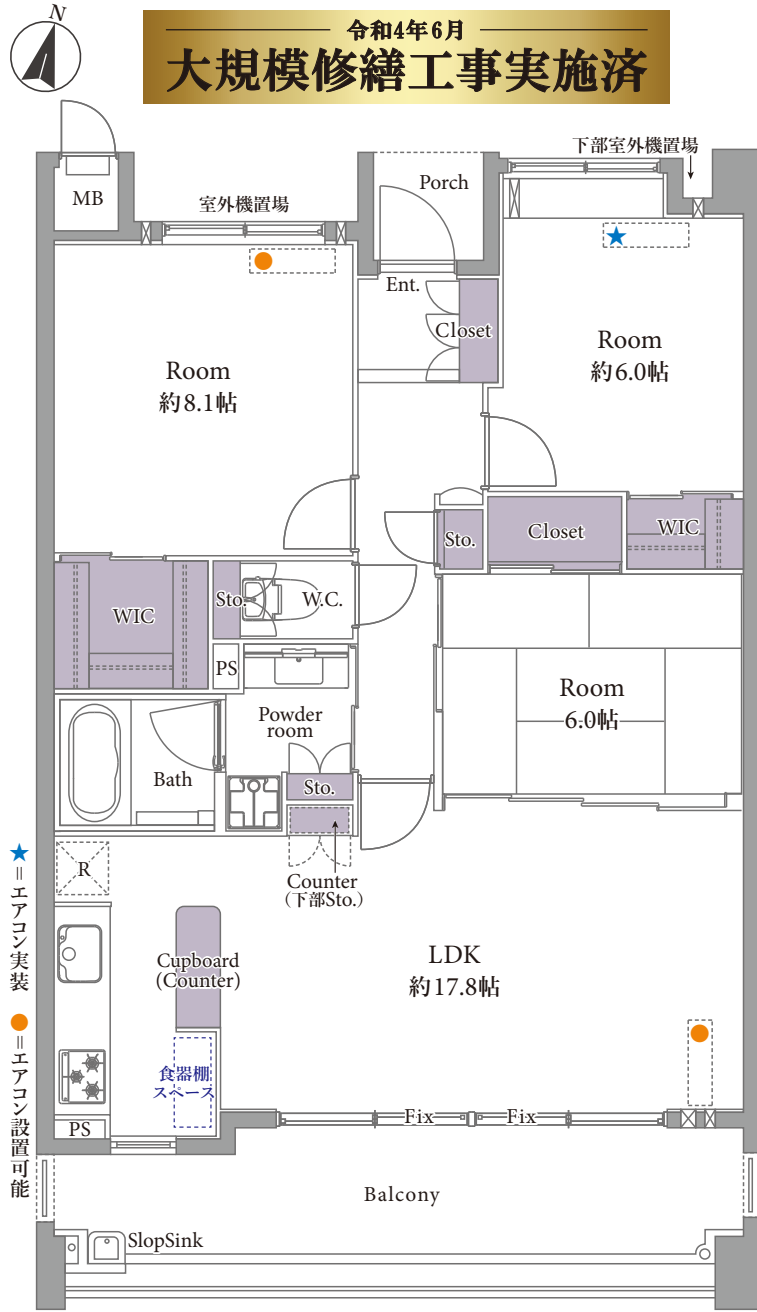 N
令和4年6月
大規模修繕工事実施済
下部室外機置場
MB
室外機置場
Porch
Ent.
Closet
Room
約8.1帖
Room
約6.0帖
Sto.
Closet
WIC
WIC
Sto.
W.C.
PS
Powder
room
Room
6.0帖
Bath
Sto.
R
Counter
(下部Sto.)
Cupboard
(Counter)
LDK
約17.8帖
食器棚
スペース
PS
Fix
Fix
Balcony
SlopSink
★=エアコン実装
●=エアコン設置可能